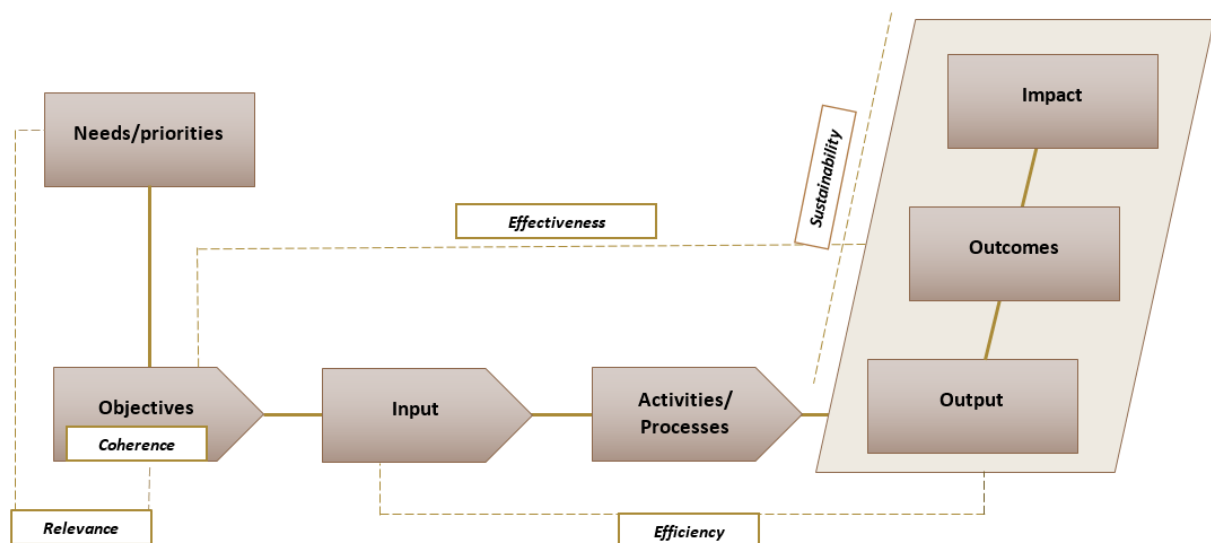 Impact
Needs/priorities
Sustainability
Effectiveness
Outcomes
Objectives
Coherence
Input
Activities/
Processes
Output
Relevance
Efficiency